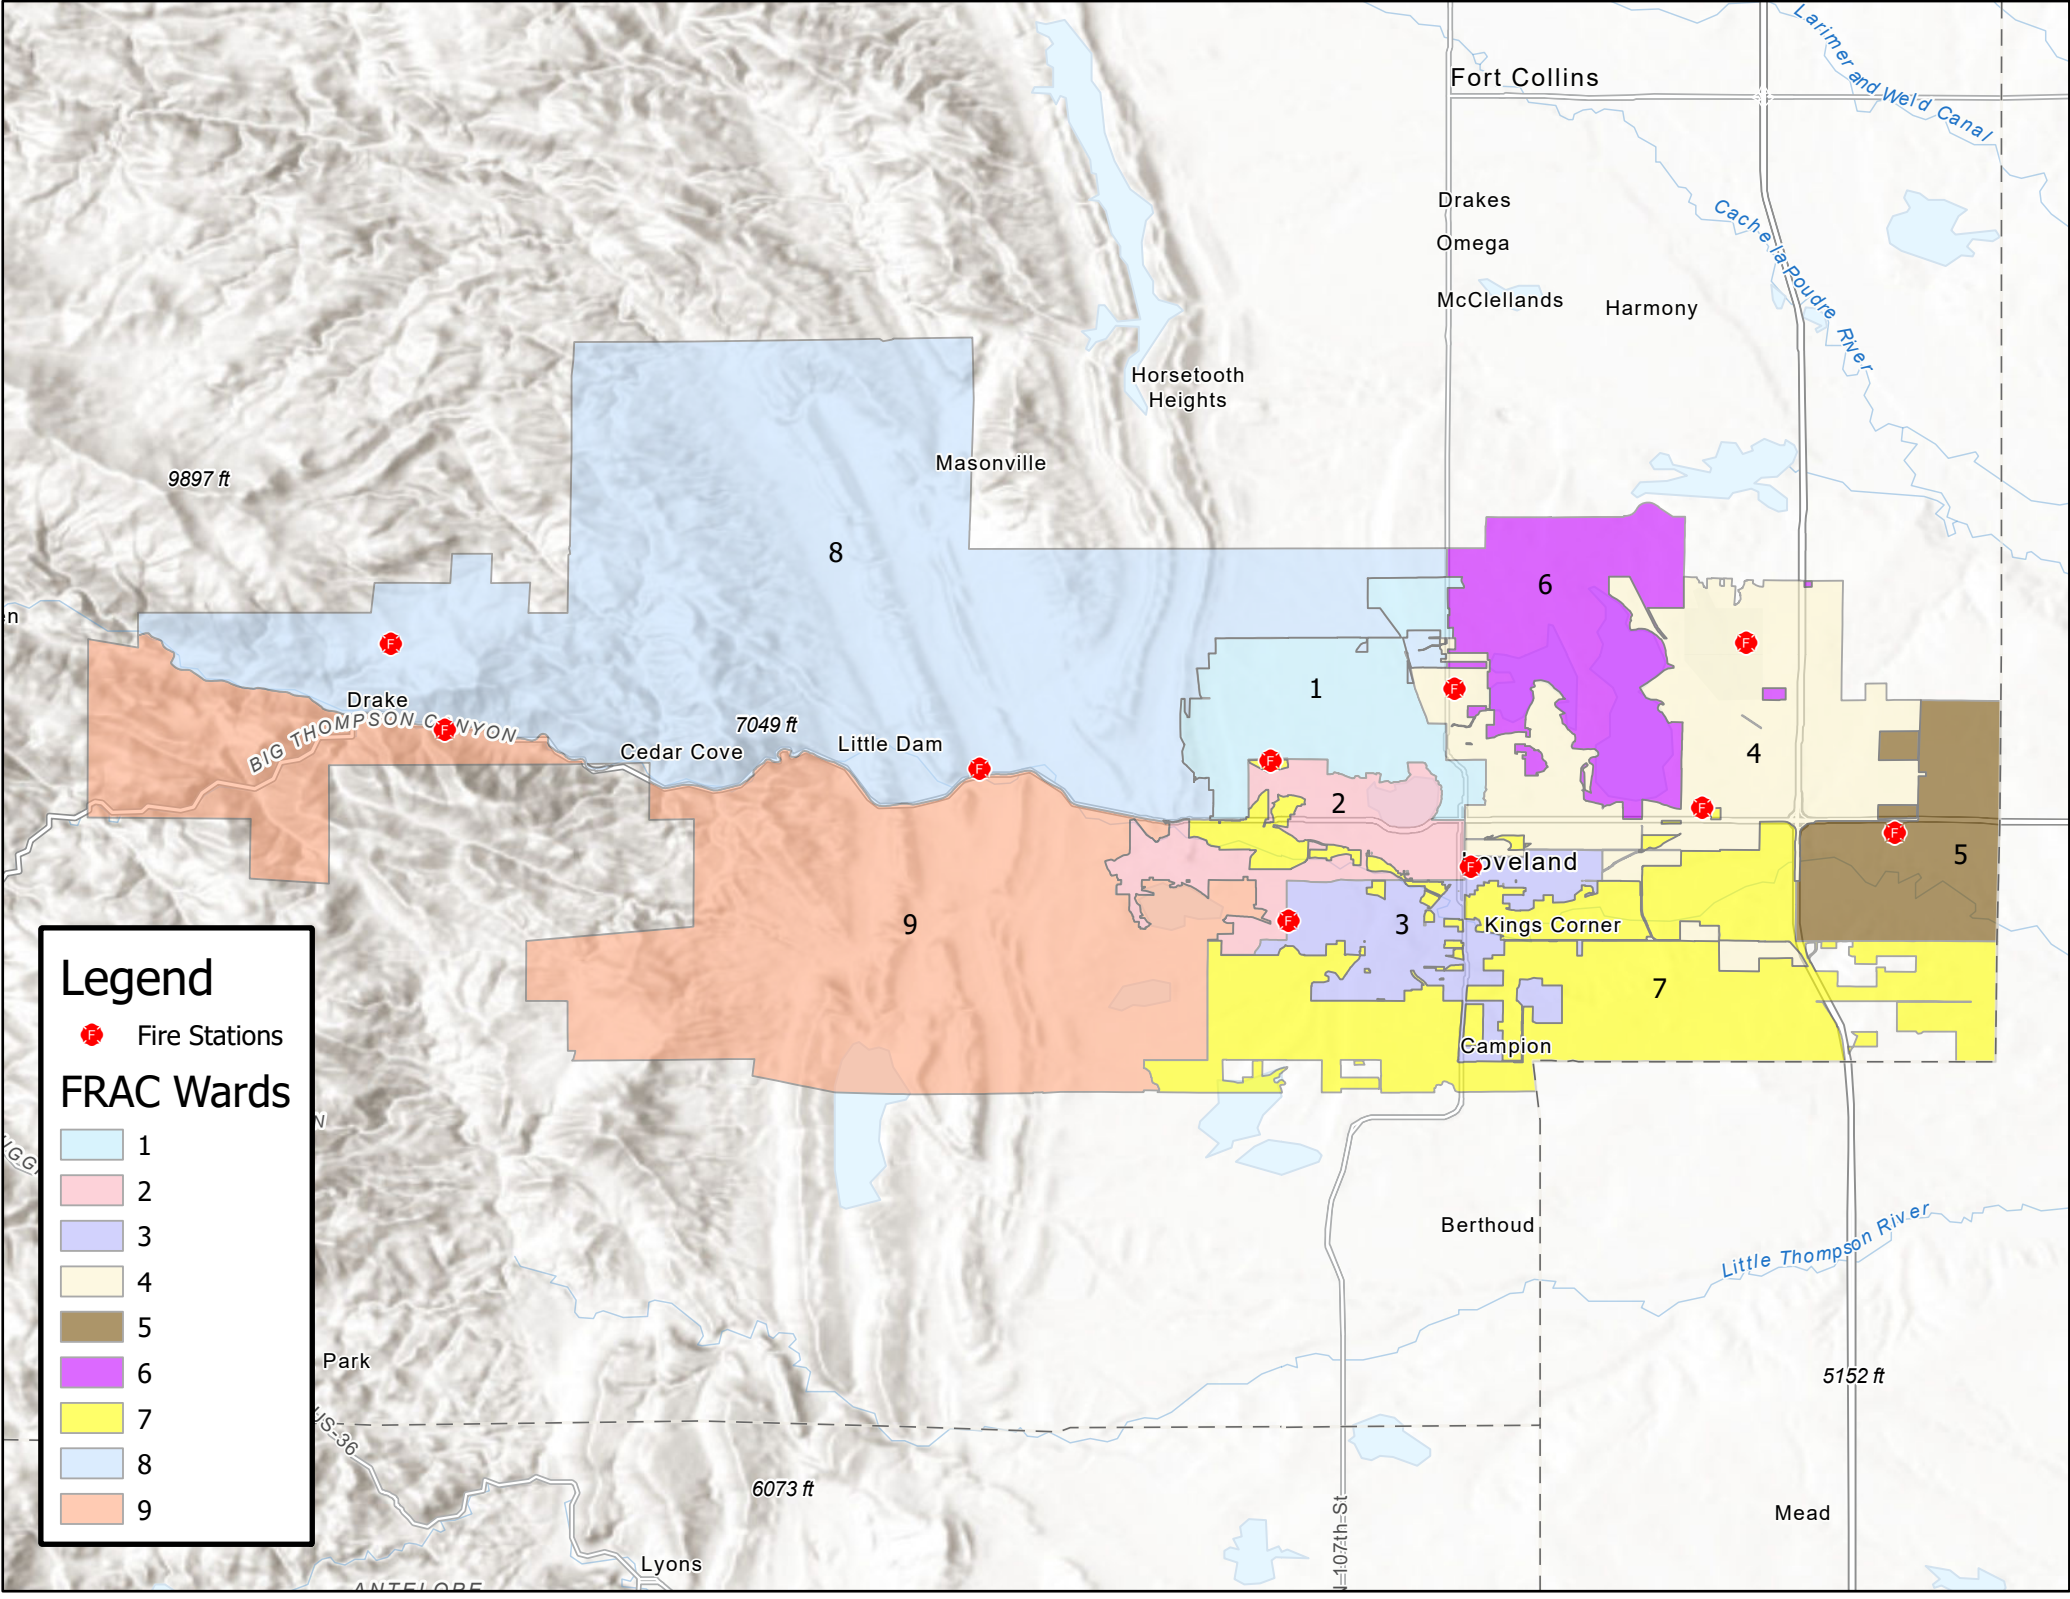 Fort Collins
Larimer and Weld Canal
Drakes
Omega
McClellands
Harmony
Cache la Poudre River
Horsetooth
Heights
Masonville
9897 ft
8
6
en
Drake
BIG THOMPSON CANYON
7049 ft
Cedar Cove
Little Dam
1
4
2
Loveland
5
9
3
Kings Corner
7
Campion
Legend
F
Fire Stations
FRAC Wards
1
2
3
4
5
6
7
8
9
N
Berthoud
Little Thompson River
Park
5152 ft
US-36
6073 ft
N 107th St
Mead
Lyons
ANTELOPE